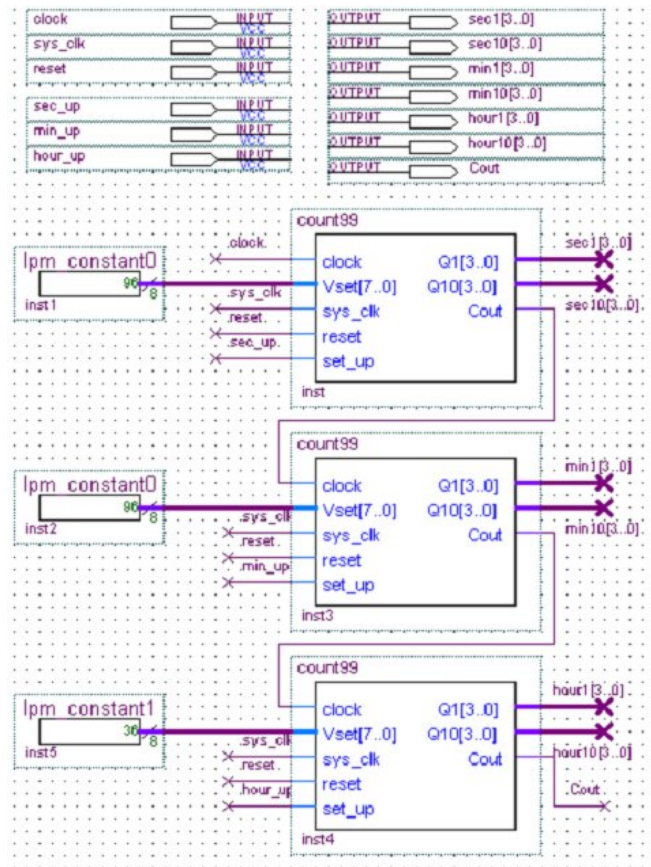 clock INPUT VCC
sys_clk INPUT VCC
reset INPUT VCC
sec_up INPUT VCC
min_up INPUT VCC
hour_up INPUT VCC
OUTPUT sec1[3..0]
OUTPUT sec10[3..0]
OUTPUT min1[3..0]
OUTPUT min10[3..0]
OUTPUT hour1[3..0]
OUTPUT hour10[3..0]
OUTPUT Cout
count99
clock
sec1[3..0]
lpm_constant0
96
8
inst1
sys_clk
reset
sec_up
clock Q1[3..0]
Vset[7..0] Q10[3..0]
sys_clk Cout
reset
set_up
sec10[3..0]
inst
count99
min1[3..0]
lpm_constant0
96
8
inst2
sys_clk
reset
min_up
clock Q1[3..0]
Vset[7..0] Q10[3..0]
sys_clk Cout
reset
set_up
min10[3..0]
inst3
count99
hour1[3..0]
lpm_constant1
36
8
inst5
sys_clk
reset
hour_up
clock Q1[3..0]
Vset[7..0] Q10[3..0]
sys_clk Cout
reset
set_up
hour10[3..0]
Cout
inst4